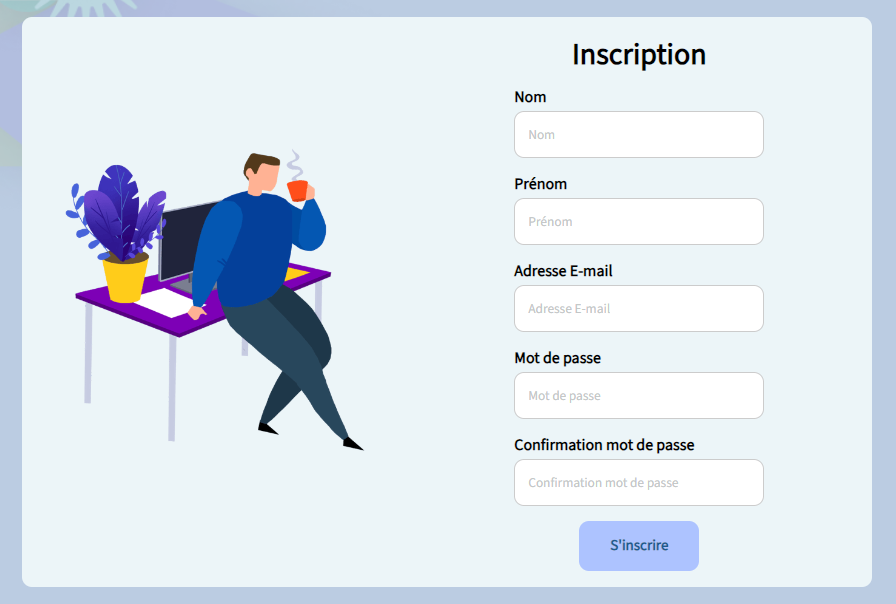 Inscription
Nom
Nom
Prénom
Prénom
Adresse E-mail
Adresse E-mail
Mot de passe
Mot de passe
Confirmation mot de passe
Confirmation mot de passe
S'inscrire